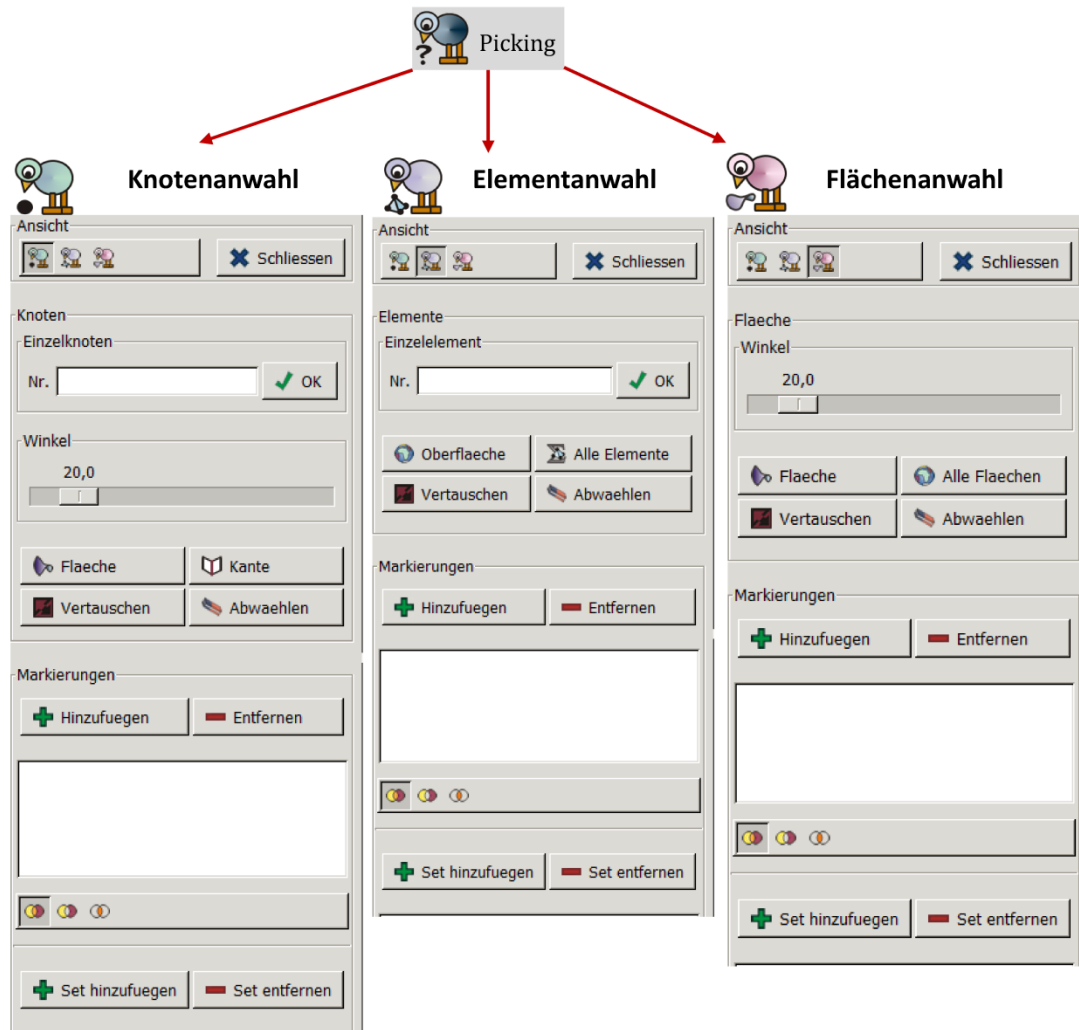 Picking
Knotenanwahl
Ansicht
Schliessen
Knoten
Einzelknoten
Nr.
OK
Winkel
20,0
Flaeche
Kante
Vertauschen
Abwaehlen
Markierungen
Hinzufuegen
Entfernen
Set hinzufuegen
Set entfernen
Elementanwahl
Ansicht
Schliessen
Elemente
Einzelelement
Nr.
OK
Oberflaeche
Alle Elemente
Vertauschen
Abwaehlen
Markierungen
Hinzufuegen
Entfernen
Set hinzufuegen
Set entfernen
Flächenanwahl
Ansicht
Schliessen
Flaeche
Winkel
20,0
Flaeche
Alle Flaechen
Vertauschen
Abwaehlen
Markierungen
Hinzufuegen
Entfernen
Set hinzufuegen
Set entfernen